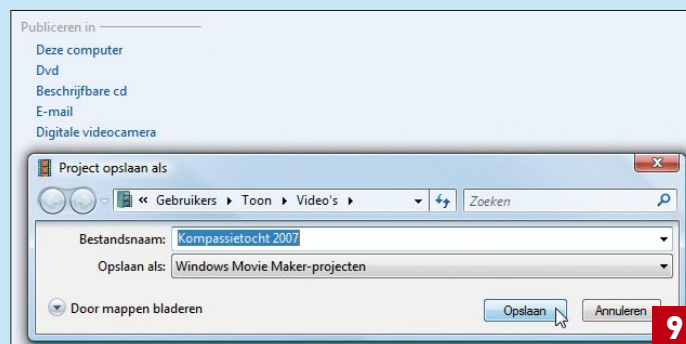 Publiceren in
Deze computer
Dvd
Beschrijfbare cd
E-mail
Digitale videocamera
Project opslaan als
« Gebruikers Toon Video's Zoeken
Bestandsnaam: Kompassietocht 2007
Opslaan als: Windows Movie Maker-projecten
Door mappen bladeren Opslaan Annuleren
9